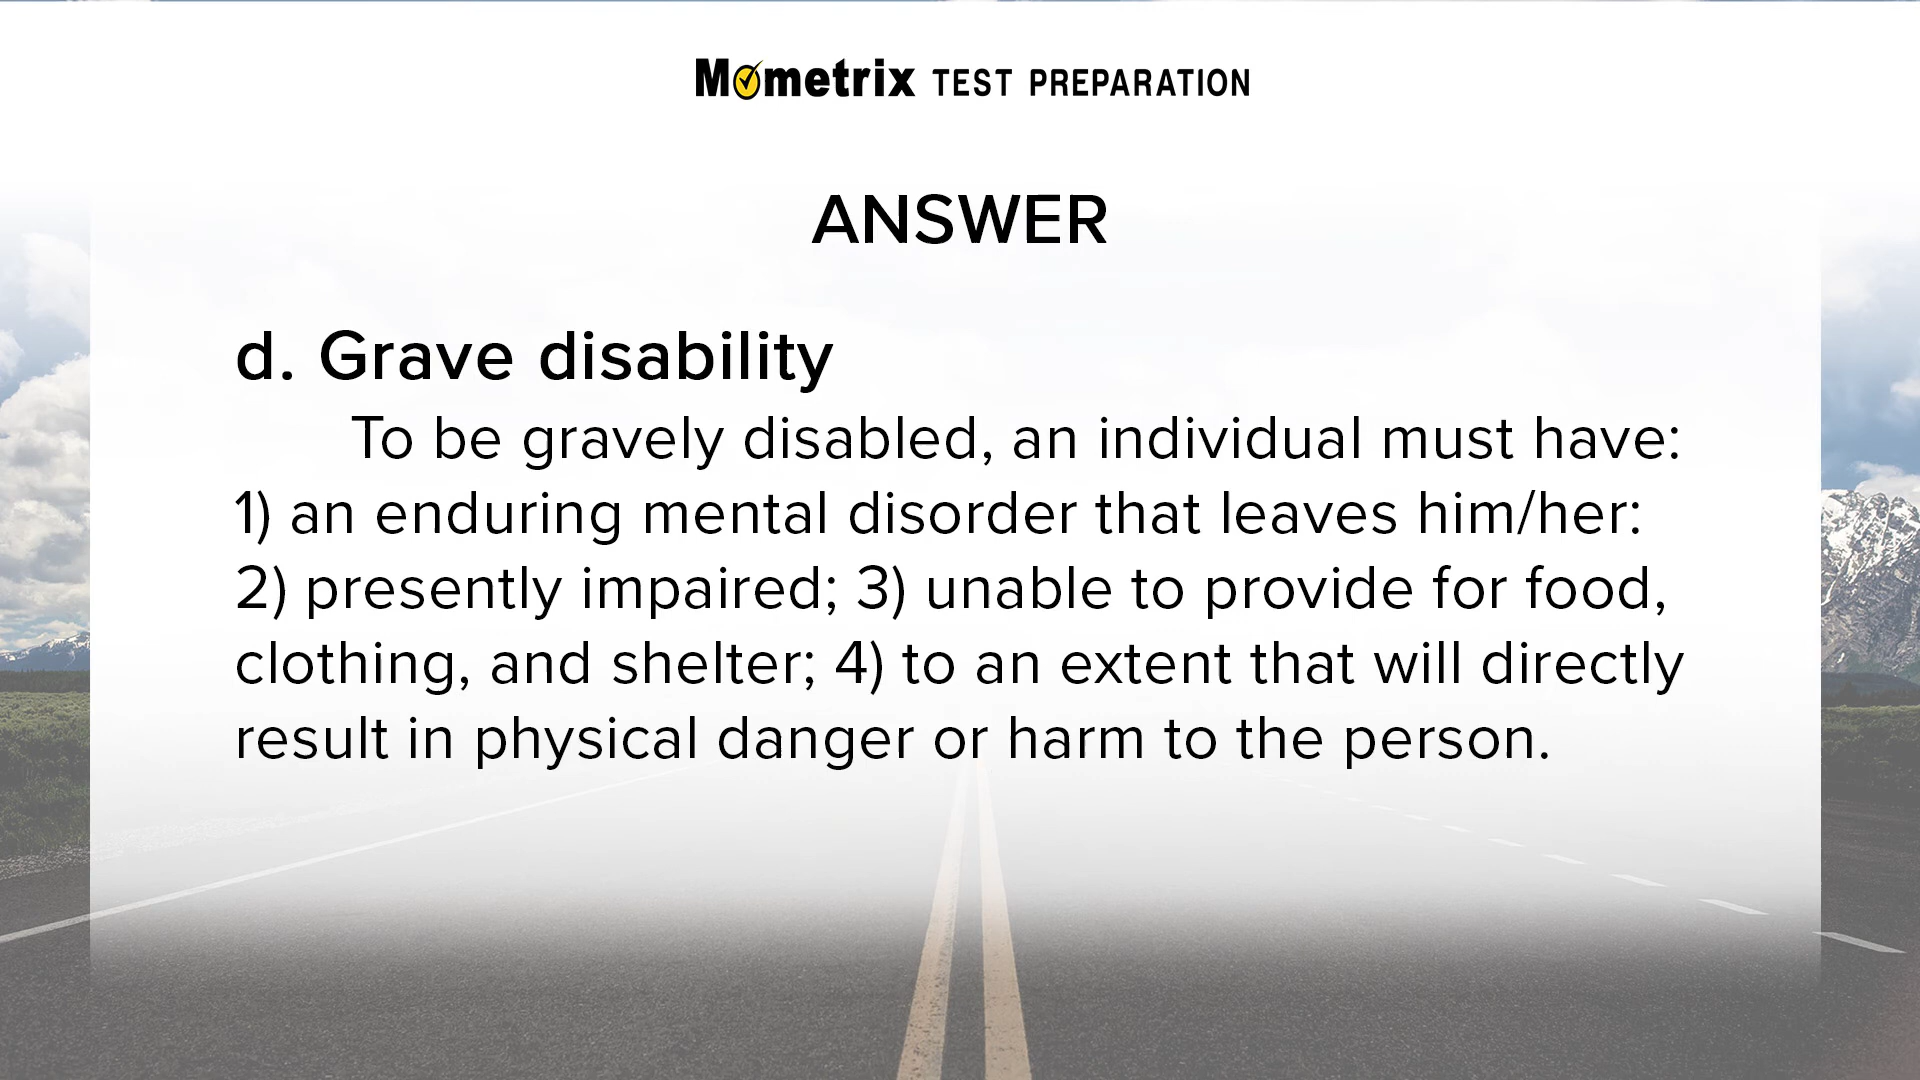 Mometrix TEST PREPARATION
ANSWER
d. Grave disability
To be gravely disabled, an individual must have:
1) an enduring mental disorder that leaves him/her:
2) presently impaired; 3) unable to provide for food,
clothing, and shelter; 4) to an extent that will directly
result in physical danger or harm to the person.